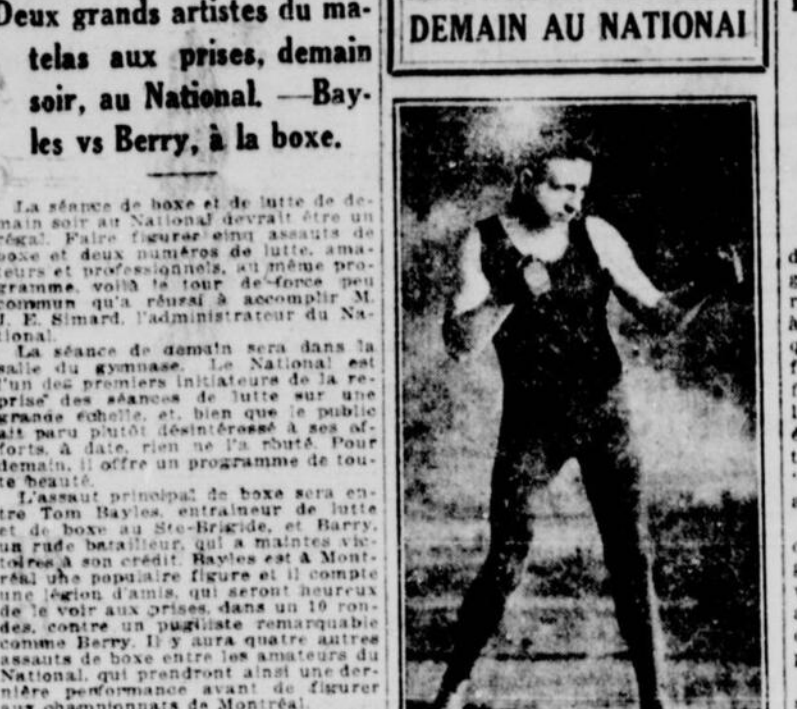 Deux grands artistes du ma-
telas aux prises, demain
soir, au National. —Bay-
les vs Berry, à la boxe.
La séance de boxe et de lutte de de-
main soir au National devrait être un
régal. Faire figurer cinq assauts de
boxe et deux numéros de lutte, ama-
teurs et professionnels, au même pro-
gramme, voilà le tour de force peu
commun qu'a réussi à accomplir M.
J. E. Simard, l'administrateur du Na-
tional.
La séance de demain sera dans la
salle du gymnase. Le National est
l'un des premiers initiateurs de la re-
prise des séances de lutte sur une
grande échelle, et, bien que le public
ait paru plutôt désintéressé à ses ef-
forts, à date, rien ne l'a rbuté. Pour
demain, il offre un programme de tou-
te beauté.
L'assaut principal de boxe sera en-
tre Tom Bayles, entraineur de lutte
et de boxe au Ste-Brigide, et Barry,
un rude batailleur, qui a maintes vic-
toires à son crédit. Bayles est à Mont-
réal une populaire figure et il compte
une légion d'amis, qui seront heureux
de le voir aux prises, dans un 10 ron-
des, contre un pugiliste remarquable
comme Berry. Il y aura quatre autres
assauts de boxe entre les amateurs du
National, qui prendront ainsi une der-
nière performance avant de figurer
aux championnats de Montréal.
DEMAIN AU NATIONAL